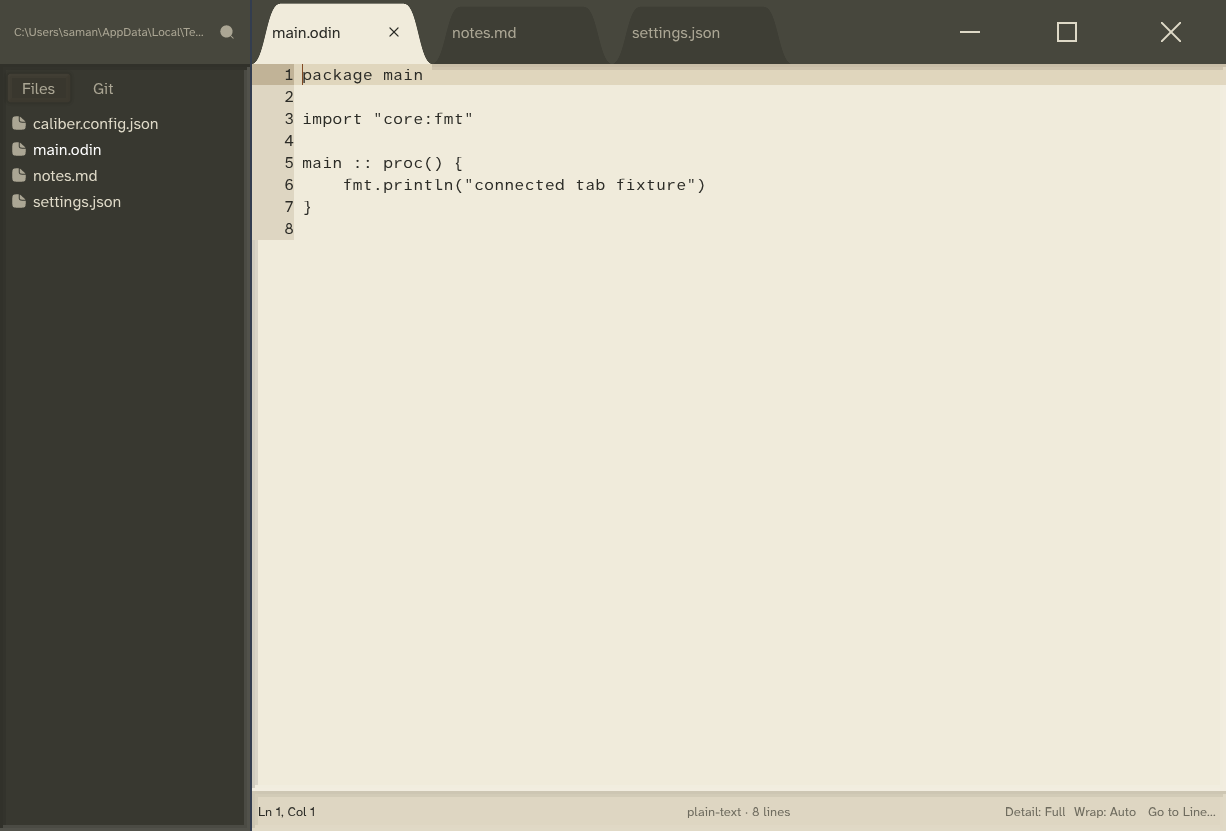 C:\Users\saman\AppData\Local\Te...
main.odin
notes.md
settings.json
Files Git
caliber.config.json
main.odin
notes.md
settings.json
1 package main
2
3 import "core:fmt"
4
5 main :: proc() {
6     fmt.println("connected tab fixture")
7 }
8
Ln 1, Col 1
plain-text · 8 lines
Detail: Full Wrap: Auto Go to Line...